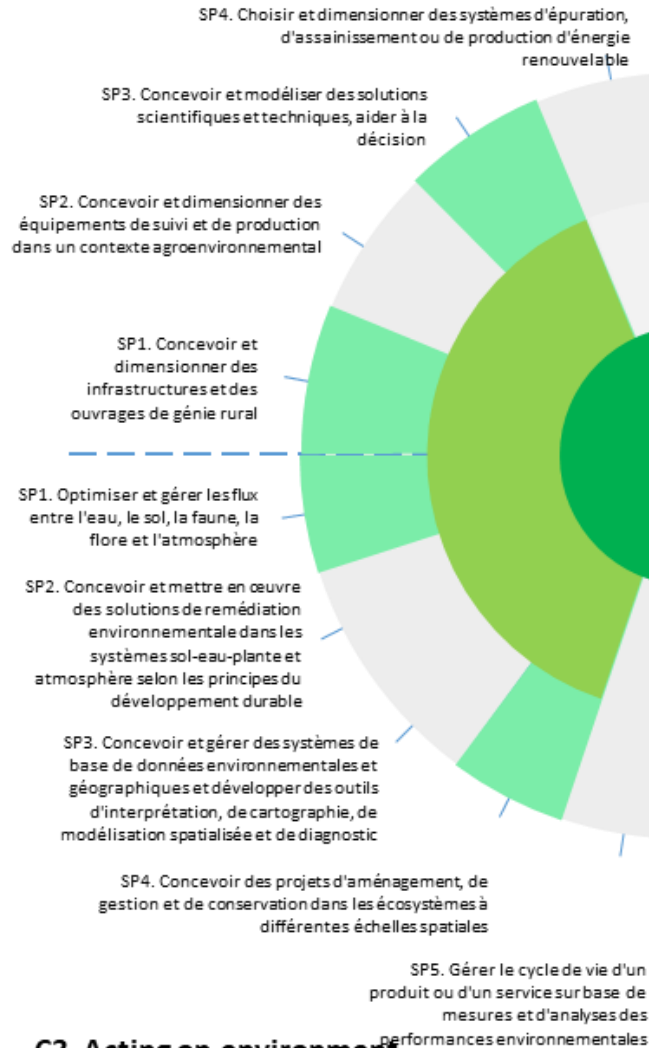 SP4. Choisir et dimensionner des systèmes d'épuration,
d'assainissement ou de production d'énergie
renouvelable
SP3. Concevoir et modéliser des solutions
scientifiques et techniques, aider à la
décision
SP2. Concevoir et dimensionner des
équipements de suivi et de production
dans un contexte agroenvironnemental
SP1. Concevoir et
dimensionner des
infrastructures et des
ouvrages de génie rural
SP1. Optimiser et gérer les flux
entre l'eau, le sol, la faune, la
flore et l'atmosphère
SP2. Concevoir et mettre en œuvre
des solutions de remédiation
environnementale dans les
systèmes sol-eau-plante et
atmosphère selon les principes du
développement durable
SP3. Concevoir et gérer des systèmes de
base de données environnementales et
géographiques et développer des outils
d'interprétation, de cartographie, de
modélisation spatialisée et de diagnostic
SP4. Concevoir des projets d'aménagement, de
gestion et de conservation dans les écosystèmes à
différentes échelles spatiales
SP5. Gérer le cycle de vie d'un
produit ou d'un service sur base de
mesures et d'analyses des
performances environnementales
C3. Acting on environment